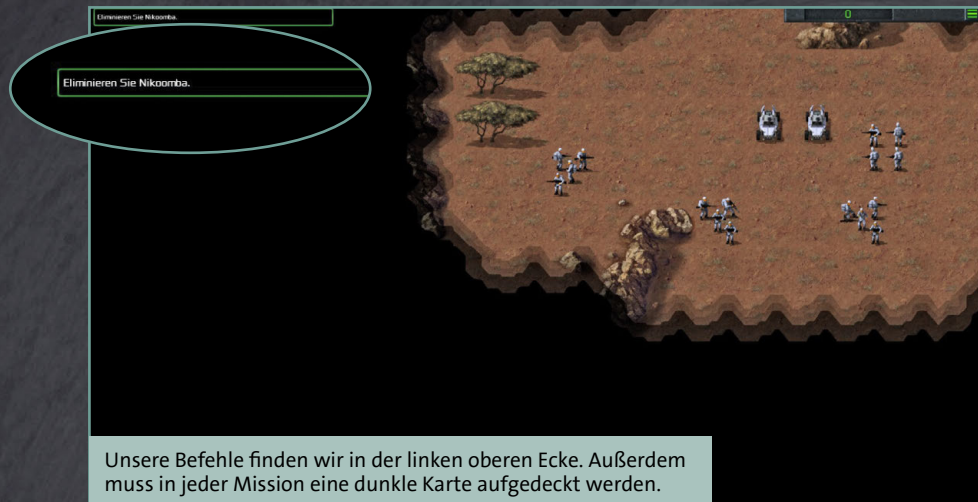 Eliminieren Sie Nikoomba.
0
Eliminieren Sie Nikoomba.
Unsere Befehle finden wir in der linken oberen Ecke. Außerdem
muss in jeder Mission eine dunkle Karte aufgedeckt werden.